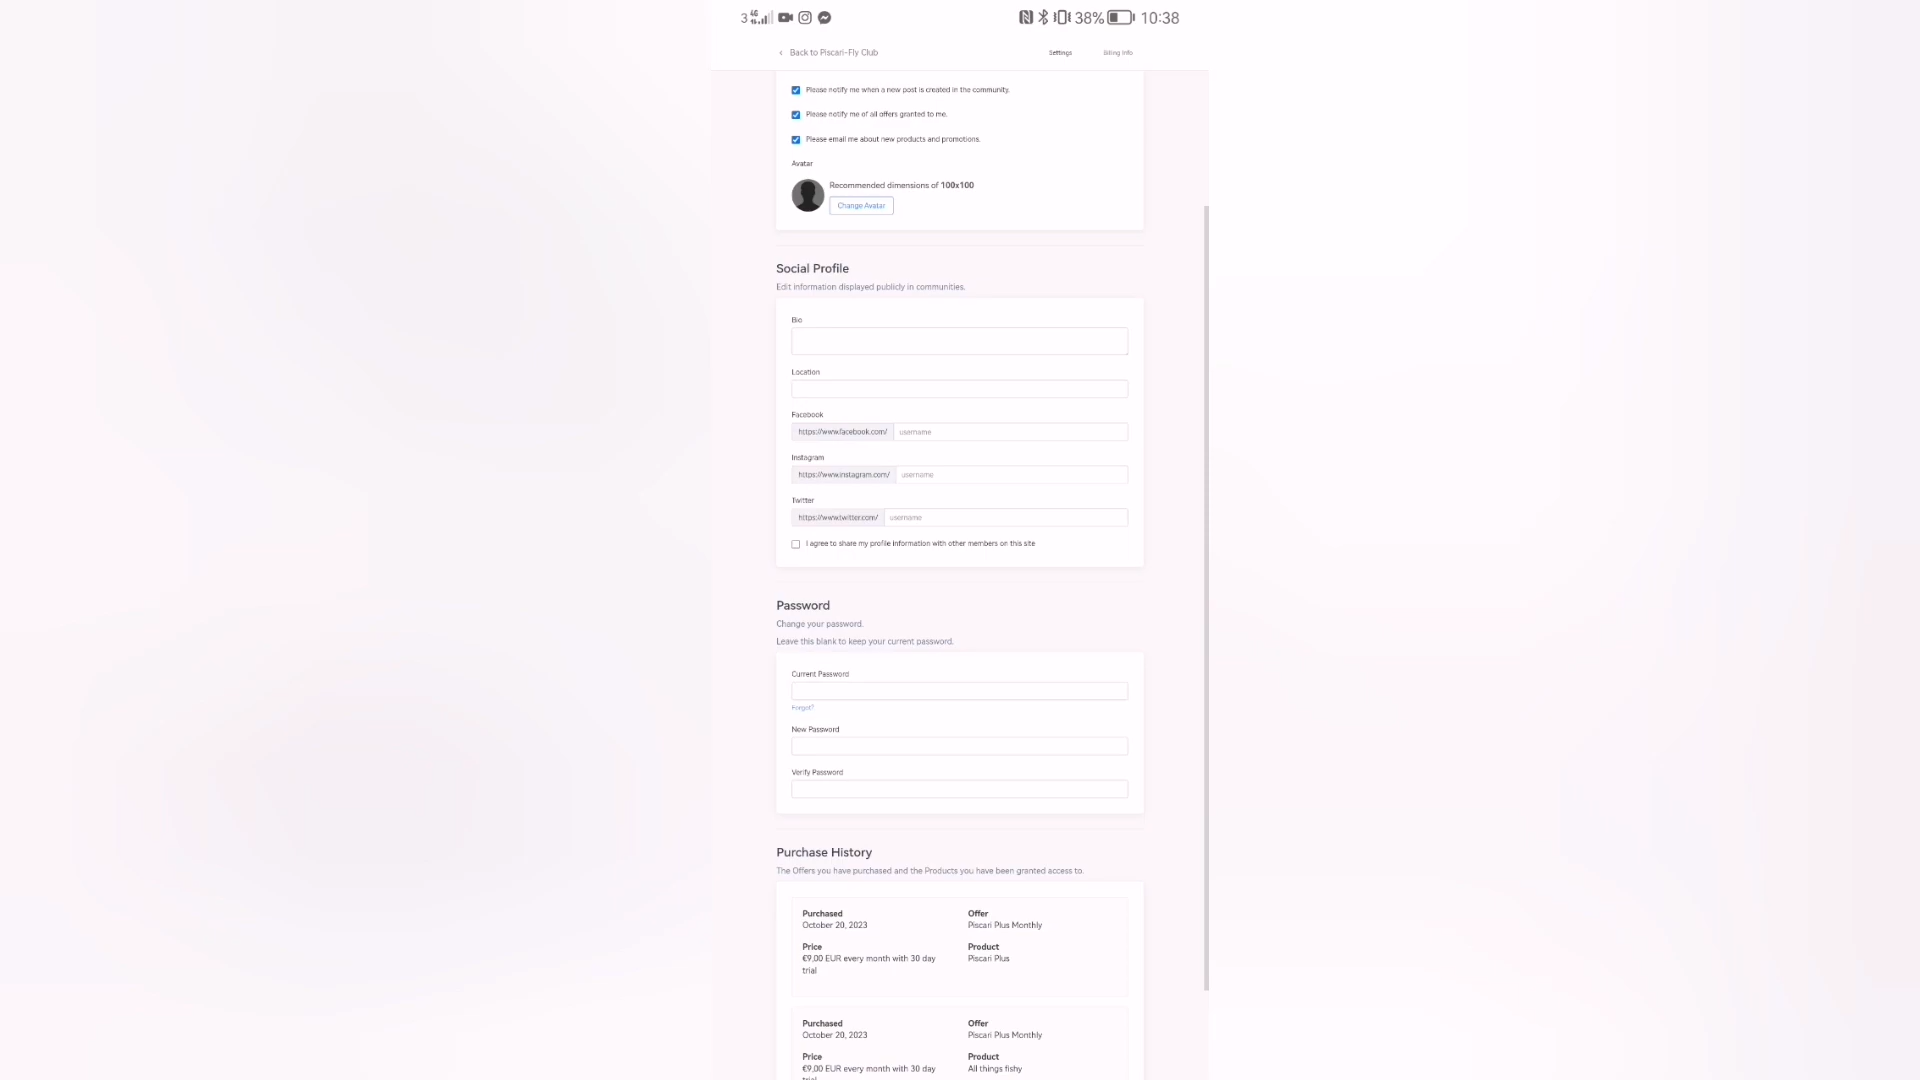 3 4G 38% 10:38
Back to Piscari-Fly Club Settings Billing Info
Please notify me when a new post is created in the community.
Please notify me of all offers granted to me.
Please email me about new products and promotions.
Avatar
Recommended dimensions of 100x100
Change Avatar
Social Profile
Edit information displayed publicly in communities.
Bio
Location
Facebook
https://www.facebook.com/ username
Instagram
https://www.instagram.com/ username
Twitter
https://www.twitter.com/ username
I agree to share my profile information with other members on this site
Password
Change your password.
Leave this blank to keep your current password.
Current Password
Forgot?
New Password
Verify Password
Purchase History
The Offers you have purchased and the Products you have been granted access to.
Purchased Offer
October 20, 2023 Piscari Plus Monthly
Price Product
€9,00 EUR every month with 30 day Piscari Plus
trial
Purchased Offer
October 20, 2023 Piscari Plus Monthly
Price Product
€9,00 EUR every month with 30 day All things fishy
trial